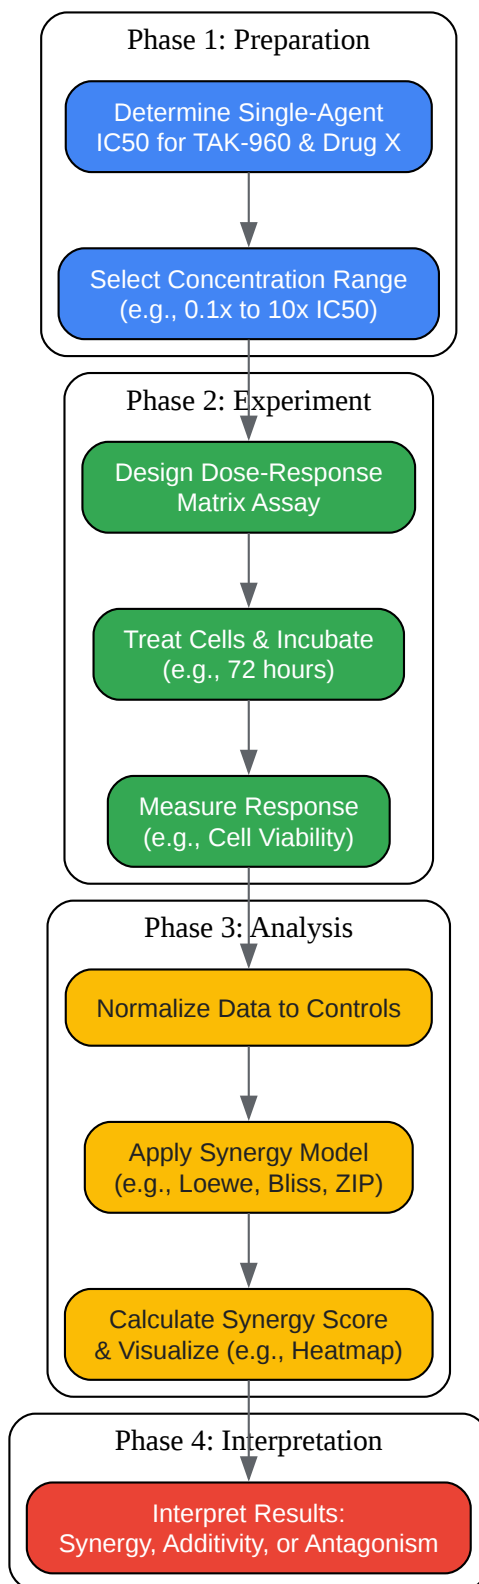 Phase 1: Preparation
Determine Single-Agent
IC50 for TAK-960 & Drug X
Select Concentration Range
(e.g., 0.1x to 10x IC50)
Phase 2: Experiment
Design Dose-Response
Matrix Assay
Treat Cells & Incubate
(e.g., 72 hours)
Measure Response
(e.g., Cell Viability)
Phase 3: Analysis
Normalize Data to Controls
Apply Synergy Model
(e.g., Loewe, Bliss, ZIP)
Calculate Synergy Score
& Visualize (e.g., Heatmap)
Phase 4: Interpretation
Interpret Results:
Synergy, Additivity, or Antagonism